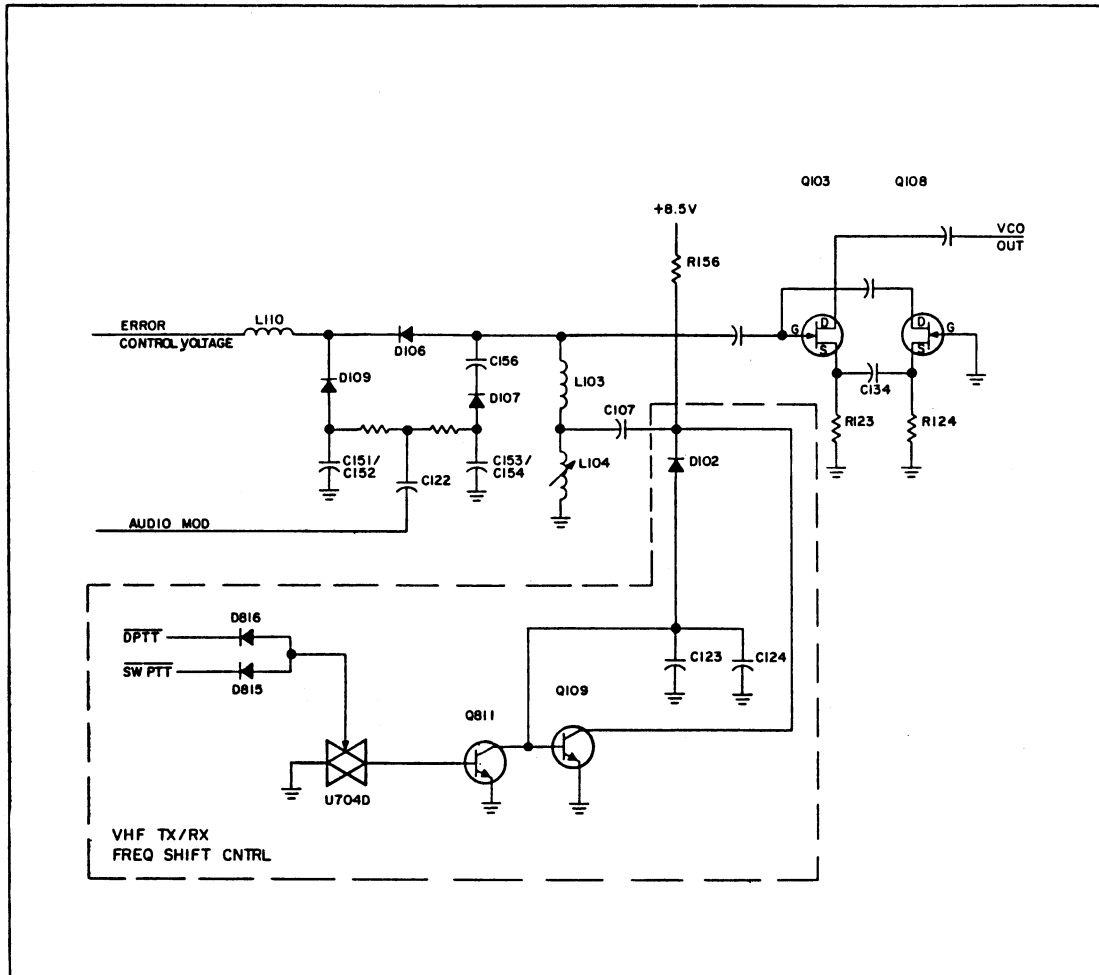 Q103 Q108
+8.5V
VCO
OUT
R156
L110
ERROR
CONTROL VOLTAGE
D106
G D S
D S G
C156
D109
D107
L103
C134
C107
R123
R124
C151/
C152
C122
C153/
C154
L104
D102
AUDIO MOD
D816
DPTT
SW PTT
D815
C123
C124
Q109
Q811
U704D
VHF TX/RX
FREQ SHIFT CNTRL